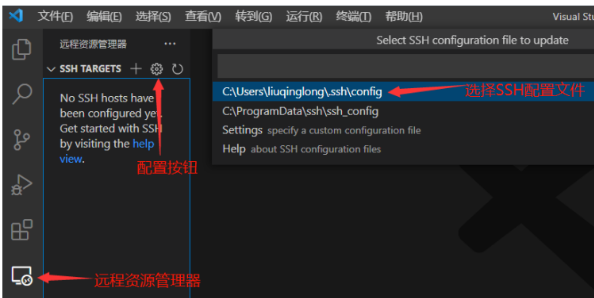 文件(F) 编辑(E) 选择(S) 查看(V) 转到(G) 运行(R) 终端(T) 帮助(H) Visual Stu
远程资源管理器 ...
Select SSH configuration file to update
SSH TARGETS
C:\Users\liuqinglong\.ssh\config 选择SSH配置文件
No SSH hosts have
been configured yet.
Get started with SSH
by visiting the help
view.
C:\ProgramData\ssh\ssh_config
Settings specify a custom configuration file
Help about SSH configuration files
配置按钮
远程资源管理器